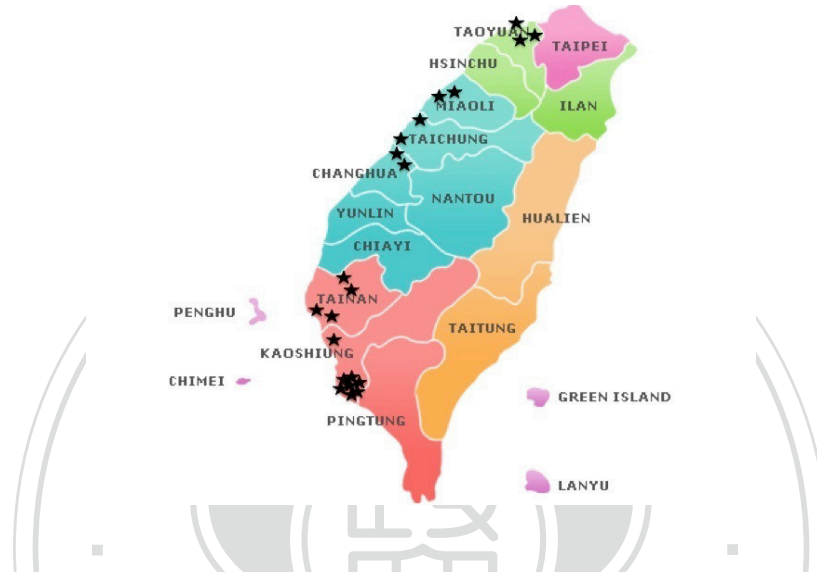 TAOYUAN
TAIPEI
HSINCHU
MIAOLI
ILAN
TAICHUNG
CHANGHUA
NANTOU
YUNLIN
HUALIEN
CHIAYI
TAINAN
PENGHU
TAITUNG
KAOSHIUNG
CHIMEI
GREEN ISLAND
PINGTUNG
LANYU